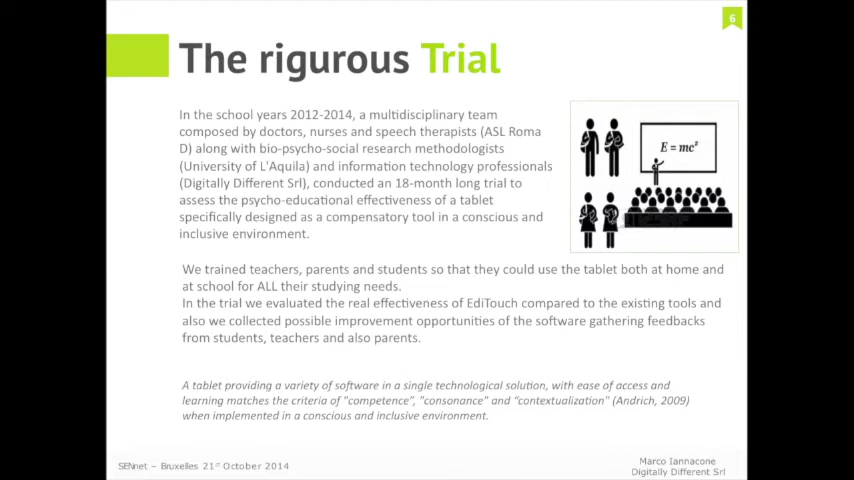 6
The rigurous Trial
In the school years 2012-2014, a multidisciplinary team
composed by doctors, nurses and speech therapists (ASL Roma
D) along with bio-psycho-social research methodologists
(University of L'Aquila) and information technology professionals
(Digitally Different Srl), conducted an 18-month long trial to
assess the psycho-educational effectiveness of a tablet
specifically designed as a compensatory tool in a conscious and
inclusive environment.
E = mc²
We trained teachers, parents and students so that they could use the tablet both at home and
at school for ALL their studying needs.
In the trial we evaluated the real effectiveness of EdiTouch compared to the existing tools and
also we collected possible improvement opportunities of the software gathering feedbacks
from students, teachers and also parents.
A tablet providing a variety of software in a single technological solution, with ease of access and
learning matches the criteria of "competence", "consonance" and "contextualization" (Andrich, 2009)
when implemented in a conscious and inclusive environment.
SENnet – Bruxelles 21st October 2014
Marco Iannacone
Digitally Different Srl